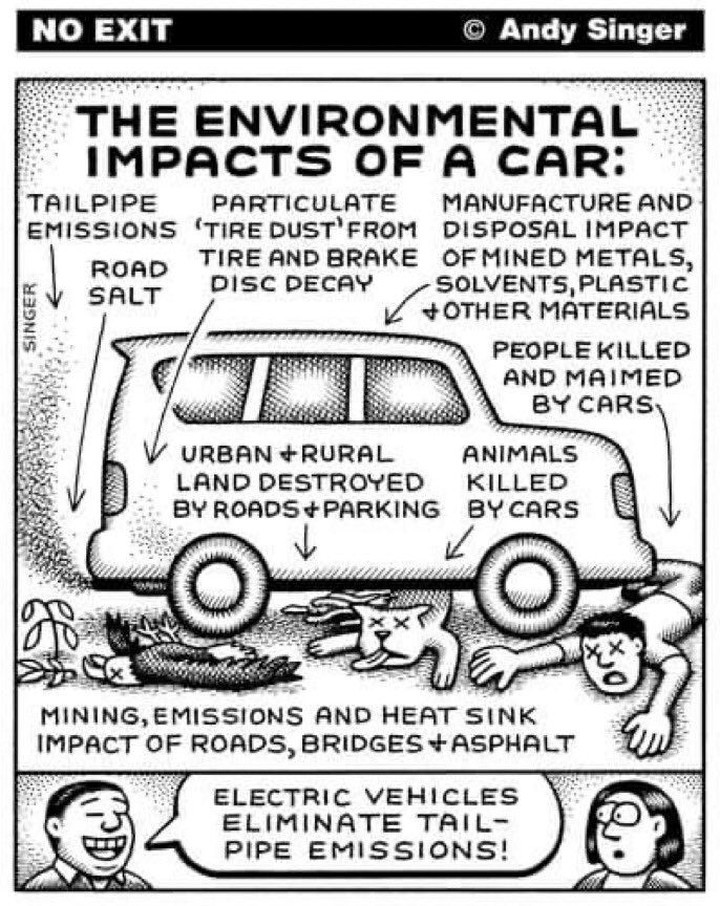 NO EXIT
© Andy Singer
THE ENVIRONMENTAL
IMPACTS OF A CAR:
TAILPIPE
EMISSIONS
ROAD
SALT
PARTICULATE
'TIRE DUST' FROM
TIRE AND BRAKE
DISC DECAY
MANUFACTURE AND
DISPOSAL IMPACT
OF MINED METALS,
SOLVENTS, PLASTIC
+ OTHER MATERIALS
SINGER
PEOPLE KILLED
AND MAIMED
BY CARS
URBAN + RURAL
LAND DESTROYED
BY ROADS + PARKING
ANIMALS
KILLED
BY CARS
MINING, EMISSIONS AND HEAT SINK
IMPACT OF ROADS, BRIDGES + ASPHALT
ELECTRIC VEHICLES
ELIMINATE TAIL-
PIPE EMISSIONS!